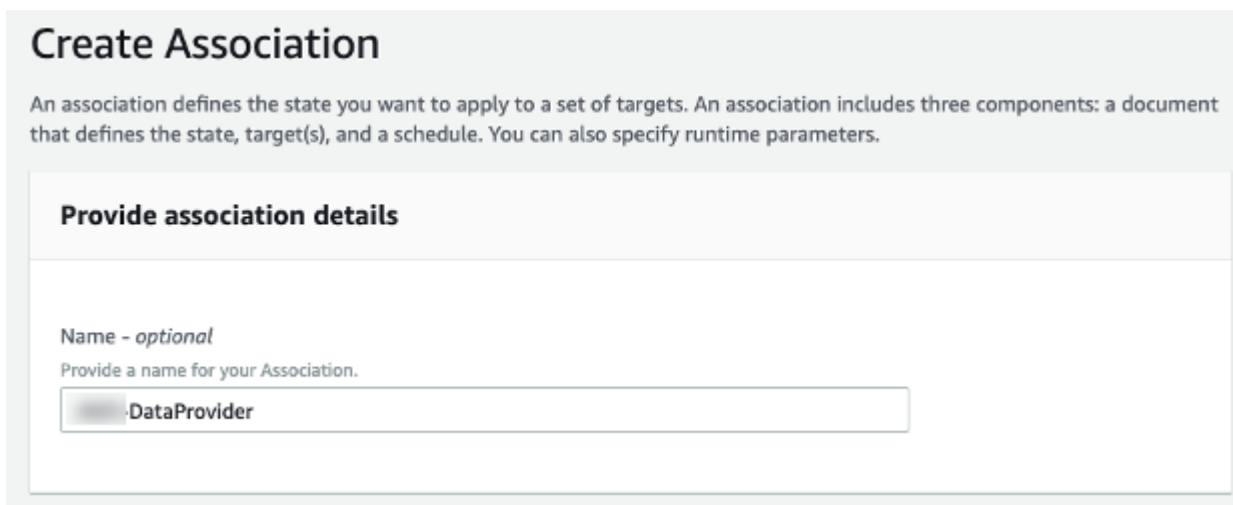 Create Association
An association defines the state you want to apply to a set of targets. An association includes three components: a document
that defines the state, target(s), and a schedule. You can also specify runtime parameters.
Provide association details
Name - optional
Provide a name for your Association.
-DataProvider